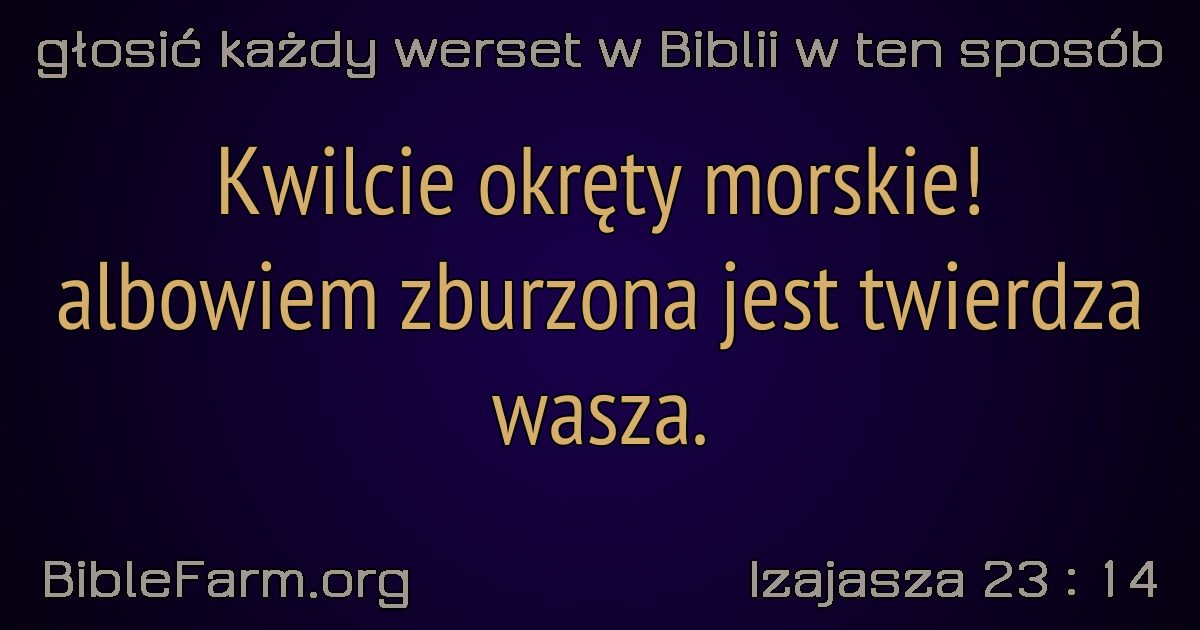 głosić każdy werset w Biblii w ten sposób
Kwilcie okręty morskie!
albowiem zburzona jest twierdza
wasza.
BibleFarm.org
Izajasza 23 : 14